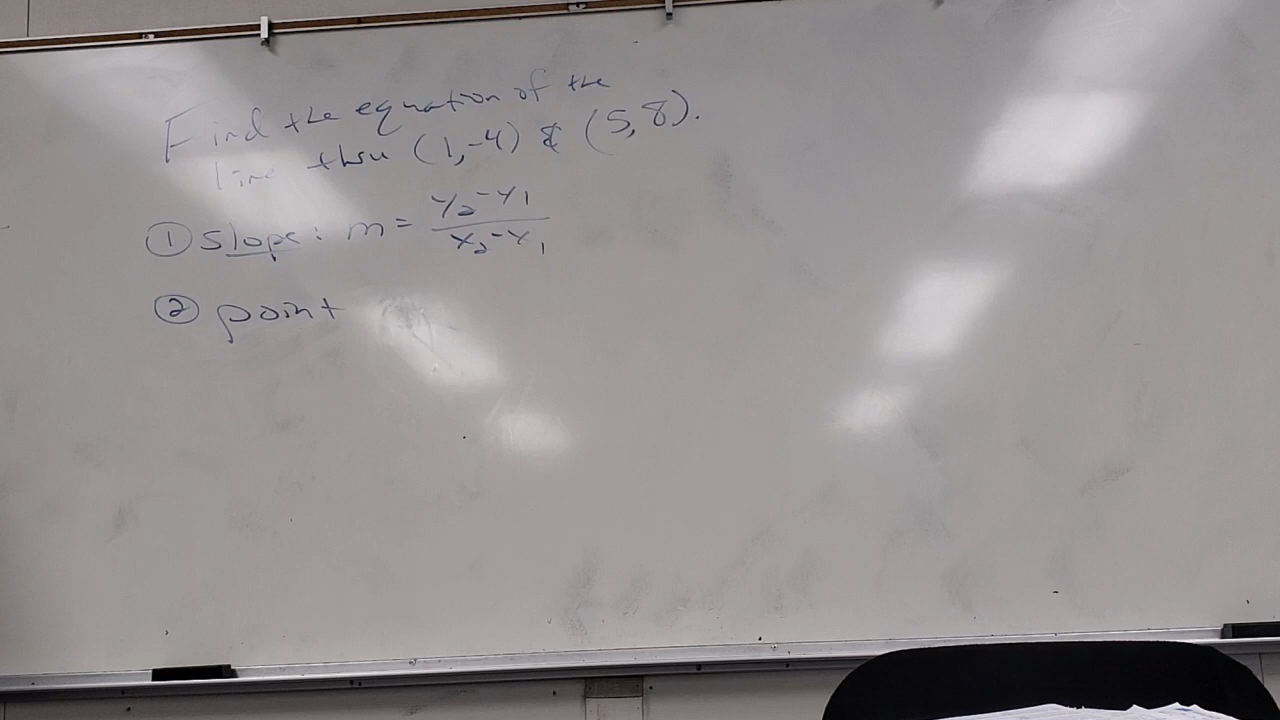 Find the equation of the
line thru (1,-4) & (5,8).
① slope: m = y₂-y₁ / x₂-x₁
② point